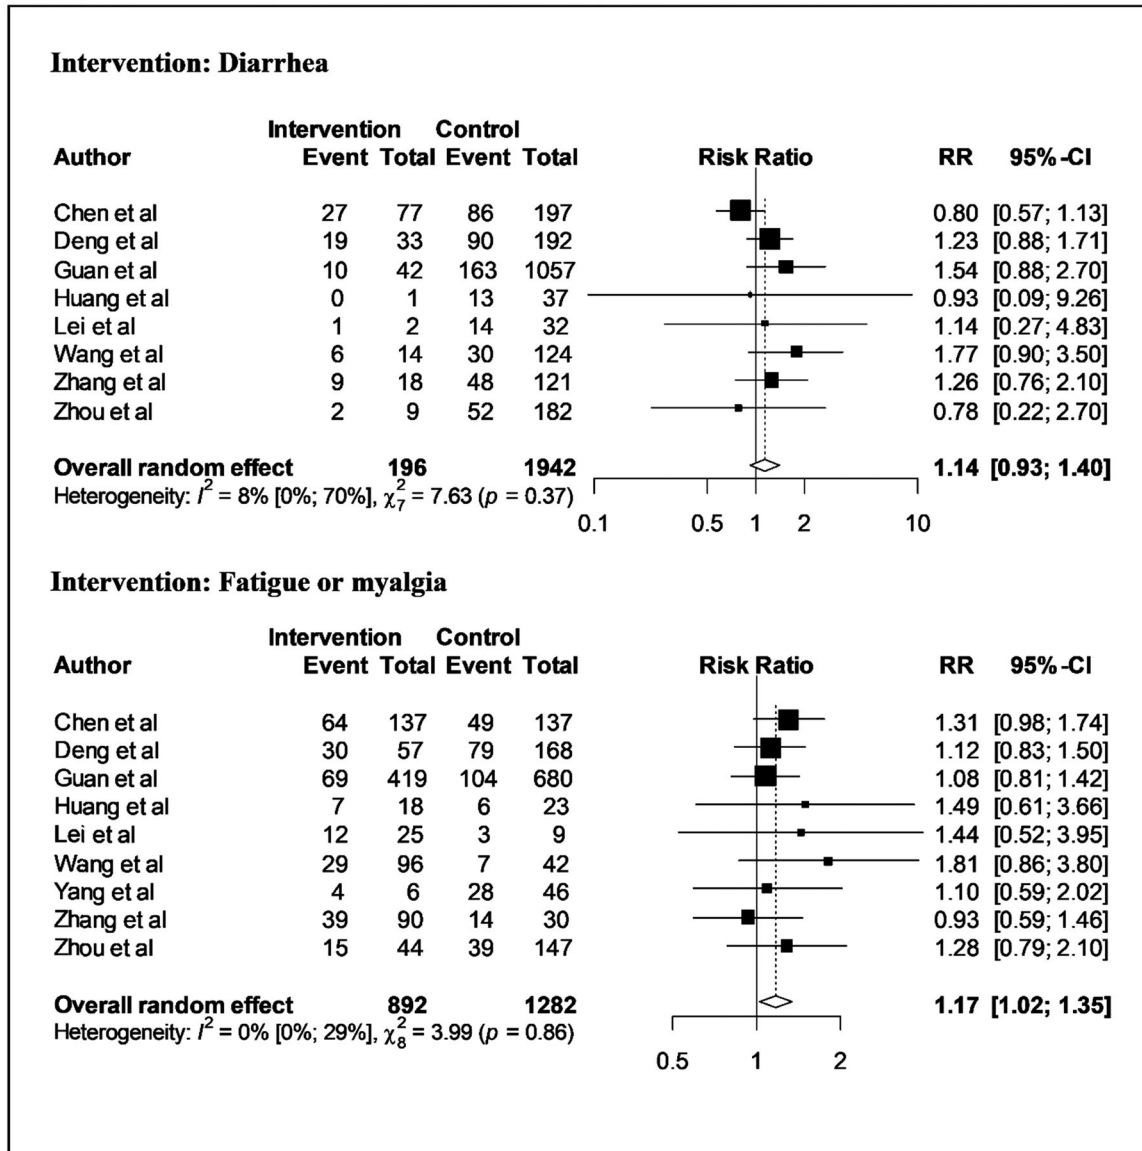 Intervention: Diarrhea
Intervention Control
Author Event Total Event Total Risk Ratio RR 95%-CI
Chen et al 27 77 86 197 0.80 [0.57; 1.13]
Deng et al 19 33 90 192 1.23 [0.88; 1.71]
Guan et al 10 42 163 1057 1.54 [0.88; 2.70]
Huang et al 0 1 13 37 0.93 [0.09; 9.26]
Lei et al 1 2 14 32 1.14 [0.27; 4.83]
Wang et al 6 14 30 124 1.77 [0.90; 3.50]
Zhang et al 9 18 48 121 1.26 [0.76; 2.10]
Zhou et al 2 9 52 182 0.78 [0.22; 2.70]
Overall random effect 196 1942 1.14 [0.93; 1.40]
Heterogeneity: I² = 8% [0%; 70%], χ²₇ = 7.63 (p = 0.37)
0.1 0.5 1 2 10
Intervention: Fatigue or myalgia
Intervention Control
Author Event Total Event Total Risk Ratio RR 95%-CI
Chen et al 64 137 49 137 1.31 [0.98; 1.74]
Deng et al 30 57 79 168 1.12 [0.83; 1.50]
Guan et al 69 419 104 680 1.08 [0.81; 1.42]
Huang et al 7 18 6 23 1.49 [0.61; 3.66]
Lei et al 12 25 3 9 1.44 [0.52; 3.95]
Wang et al 29 96 7 42 1.81 [0.86; 3.80]
Yang et al 4 6 28 46 1.10 [0.59; 2.02]
Zhang et al 39 90 14 30 0.93 [0.59; 1.46]
Zhou et al 15 44 39 147 1.28 [0.79; 2.10]
Overall random effect 892 1282 1.17 [1.02; 1.35]
Heterogeneity: I² = 0% [0%; 29%], χ²₈ = 3.99 (p = 0.86)
0.5 1 2